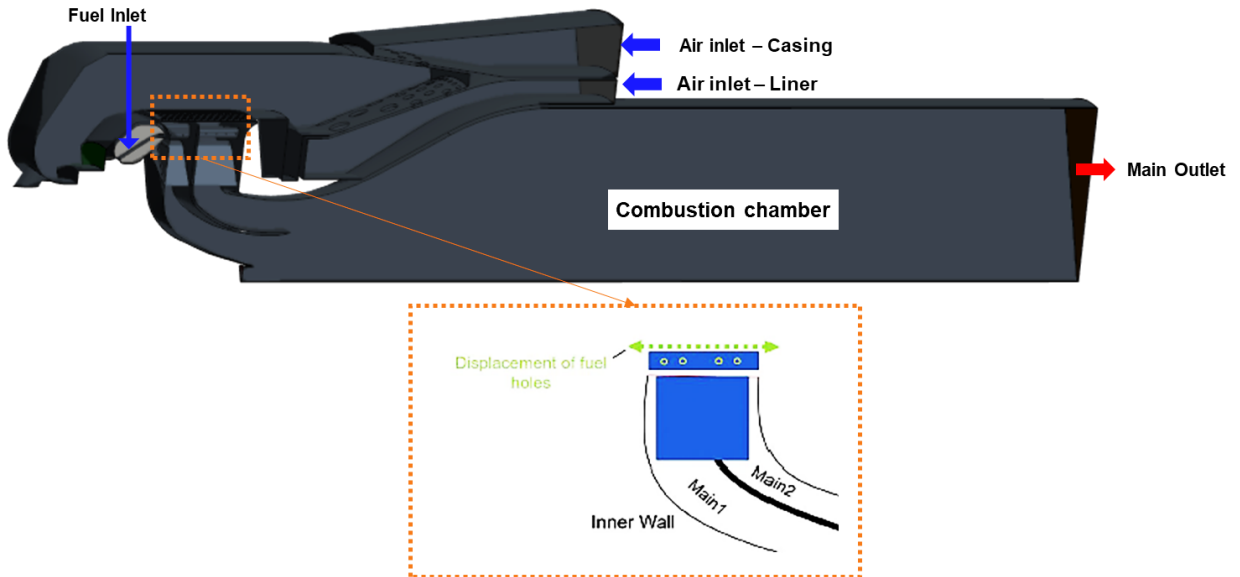 Fuel Inlet
Air inlet – Casing
Air inlet – Liner
Main Outlet
Combustion chamber
Displacement of fuel
holes
Main2
Main1
Inner Wall